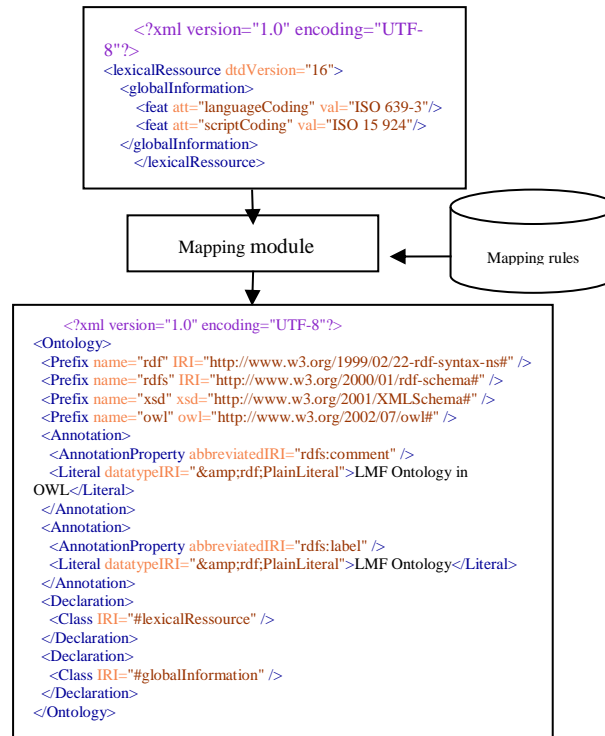 <?xml version="1.0" encoding="UTF-
8"?>
<lexicalRessource dtdVersion="16">
<globalInformation>
<feat att="languageCoding" val="ISO 639-3"/>
<feat att="scriptCoding" val="ISO 15 924"/>
</globalInformation>
</lexicalRessource>
Mapping module
Mapping rules
<?xml version="1.0" encoding="UTF-8"?>
<Ontology>
<Prefix name="rdf" IRI="http://www.w3.org/1999/02/22-rdf-syntax-ns#" />
<Prefix name="rdfs" IRI="http://www.w3.org/2000/01/rdf-schema#" />
<Prefix name="xsd" xsd="http://www.w3.org/2001/XMLSchema#" />
<Prefix name="owl" owl="http://www.w3.org/2002/07/owl#" />
<Annotation>
<AnnotationProperty abbreviatedIRI="rdfs:comment" />
<Literal datatypeIRI="&amp;rdf;PlainLiteral">LMF Ontology in
OWL</Literal>
</Annotation>
<Annotation>
<AnnotationProperty abbreviatedIRI="rdfs:label" />
<Literal datatypeIRI="&amp;rdf;PlainLiteral">LMF Ontology</Literal>
</Annotation>
<Declaration>
<Class IRI="#lexicalRessource" />
</Declaration>
<Declaration>
<Class IRI="#globalInformation" />
</Declaration>
</Ontology>